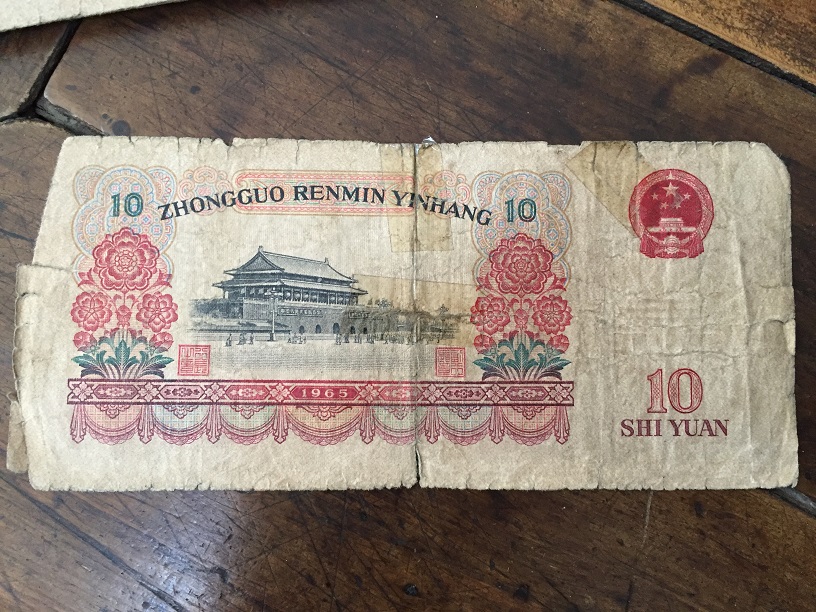 10 ZHONGGUO RENMIN YINHANG 10
1965
10
SHI YUAN